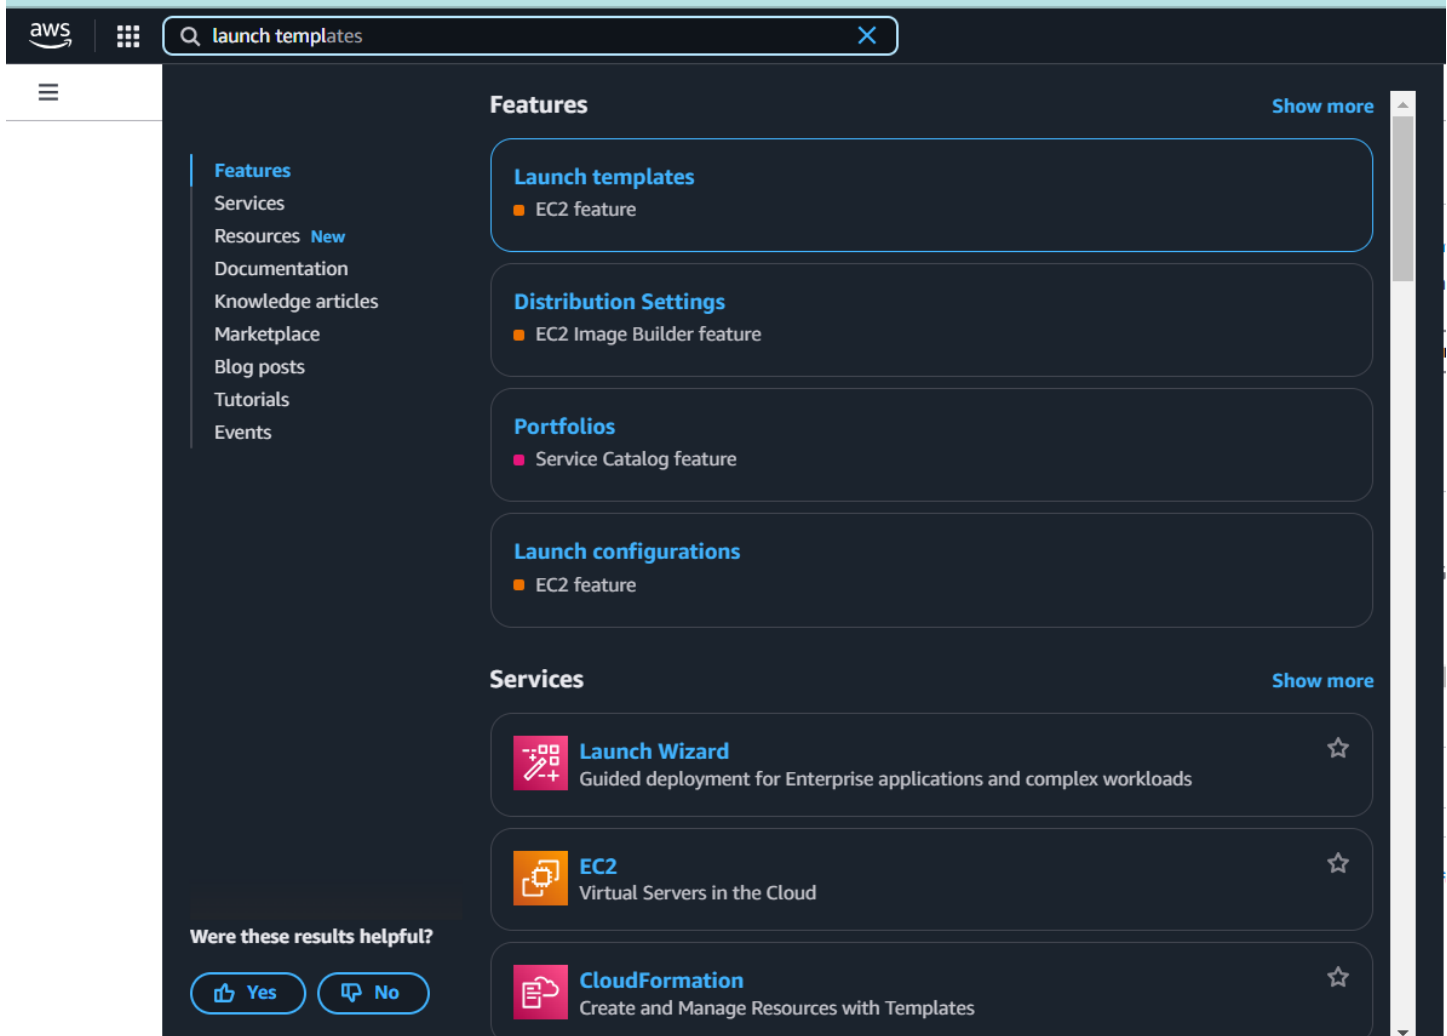 aws
launch templates
Features
Show more
Features
Services
Resources New
Documentation
Knowledge articles
Marketplace
Blog posts
Tutorials
Events
Launch templates
EC2 feature
Distribution Settings
EC2 Image Builder feature
Portfolios
Service Catalog feature
Launch configurations
EC2 feature
Services
Show more
Launch Wizard
Guided deployment for Enterprise applications and complex workloads
EC2
Virtual Servers in the Cloud
CloudFormation
Create and Manage Resources with Templates
Were these results helpful?
Yes
No